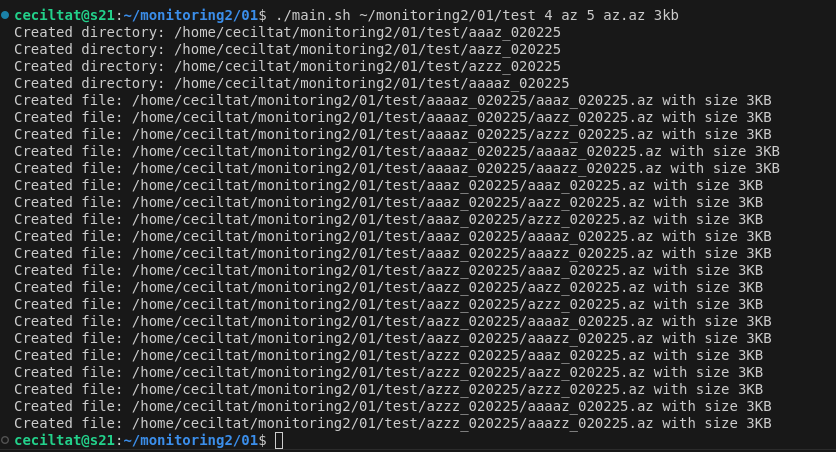 ceciltat@s21:~/monitoring2/01$ ./main.sh ~/monitoring2/01/test 4 az 5 az.az 3kb
Created directory: /home/ceciltat/monitoring2/01/test/aaaz_020225
Created directory: /home/ceciltat/monitoring2/01/test/aazz_020225
Created directory: /home/ceciltat/monitoring2/01/test/azzz_020225
Created directory: /home/ceciltat/monitoring2/01/test/aaaaz_020225
Created file: /home/ceciltat/monitoring2/01/test/aaaaz_020225/aaaz_020225.az with size 3KB
Created file: /home/ceciltat/monitoring2/01/test/aaaaz_020225/aazz_020225.az with size 3KB
Created file: /home/ceciltat/monitoring2/01/test/aaaaz_020225/azzz_020225.az with size 3KB
Created file: /home/ceciltat/monitoring2/01/test/aaaaz_020225/aaaaz_020225.az with size 3KB
Created file: /home/ceciltat/monitoring2/01/test/aaaaz_020225/aaazz_020225.az with size 3KB
Created file: /home/ceciltat/monitoring2/01/test/aaaz_020225/aaaz_020225.az with size 3KB
Created file: /home/ceciltat/monitoring2/01/test/aaaz_020225/aazz_020225.az with size 3KB
Created file: /home/ceciltat/monitoring2/01/test/aaaz_020225/azzz_020225.az with size 3KB
Created file: /home/ceciltat/monitoring2/01/test/aaaz_020225/aaaaz_020225.az with size 3KB
Created file: /home/ceciltat/monitoring2/01/test/aaaz_020225/aaazz_020225.az with size 3KB
Created file: /home/ceciltat/monitoring2/01/test/aazz_020225/aaaz_020225.az with size 3KB
Created file: /home/ceciltat/monitoring2/01/test/aazz_020225/aazz_020225.az with size 3KB
Created file: /home/ceciltat/monitoring2/01/test/aazz_020225/azzz_020225.az with size 3KB
Created file: /home/ceciltat/monitoring2/01/test/aazz_020225/aaaaz_020225.az with size 3KB
Created file: /home/ceciltat/monitoring2/01/test/aazz_020225/aaazz_020225.az with size 3KB
Created file: /home/ceciltat/monitoring2/01/test/azzz_020225/aaaz_020225.az with size 3KB
Created file: /home/ceciltat/monitoring2/01/test/azzz_020225/aazz_020225.az with size 3KB
Created file: /home/ceciltat/monitoring2/01/test/azzz_020225/azzz_020225.az with size 3KB
Created file: /home/ceciltat/monitoring2/01/test/azzz_020225/aaaaz_020225.az with size 3KB
Created file: /home/ceciltat/monitoring2/01/test/azzz_020225/aaazz_020225.az with size 3KB
ceciltat@s21:~/monitoring2/01$